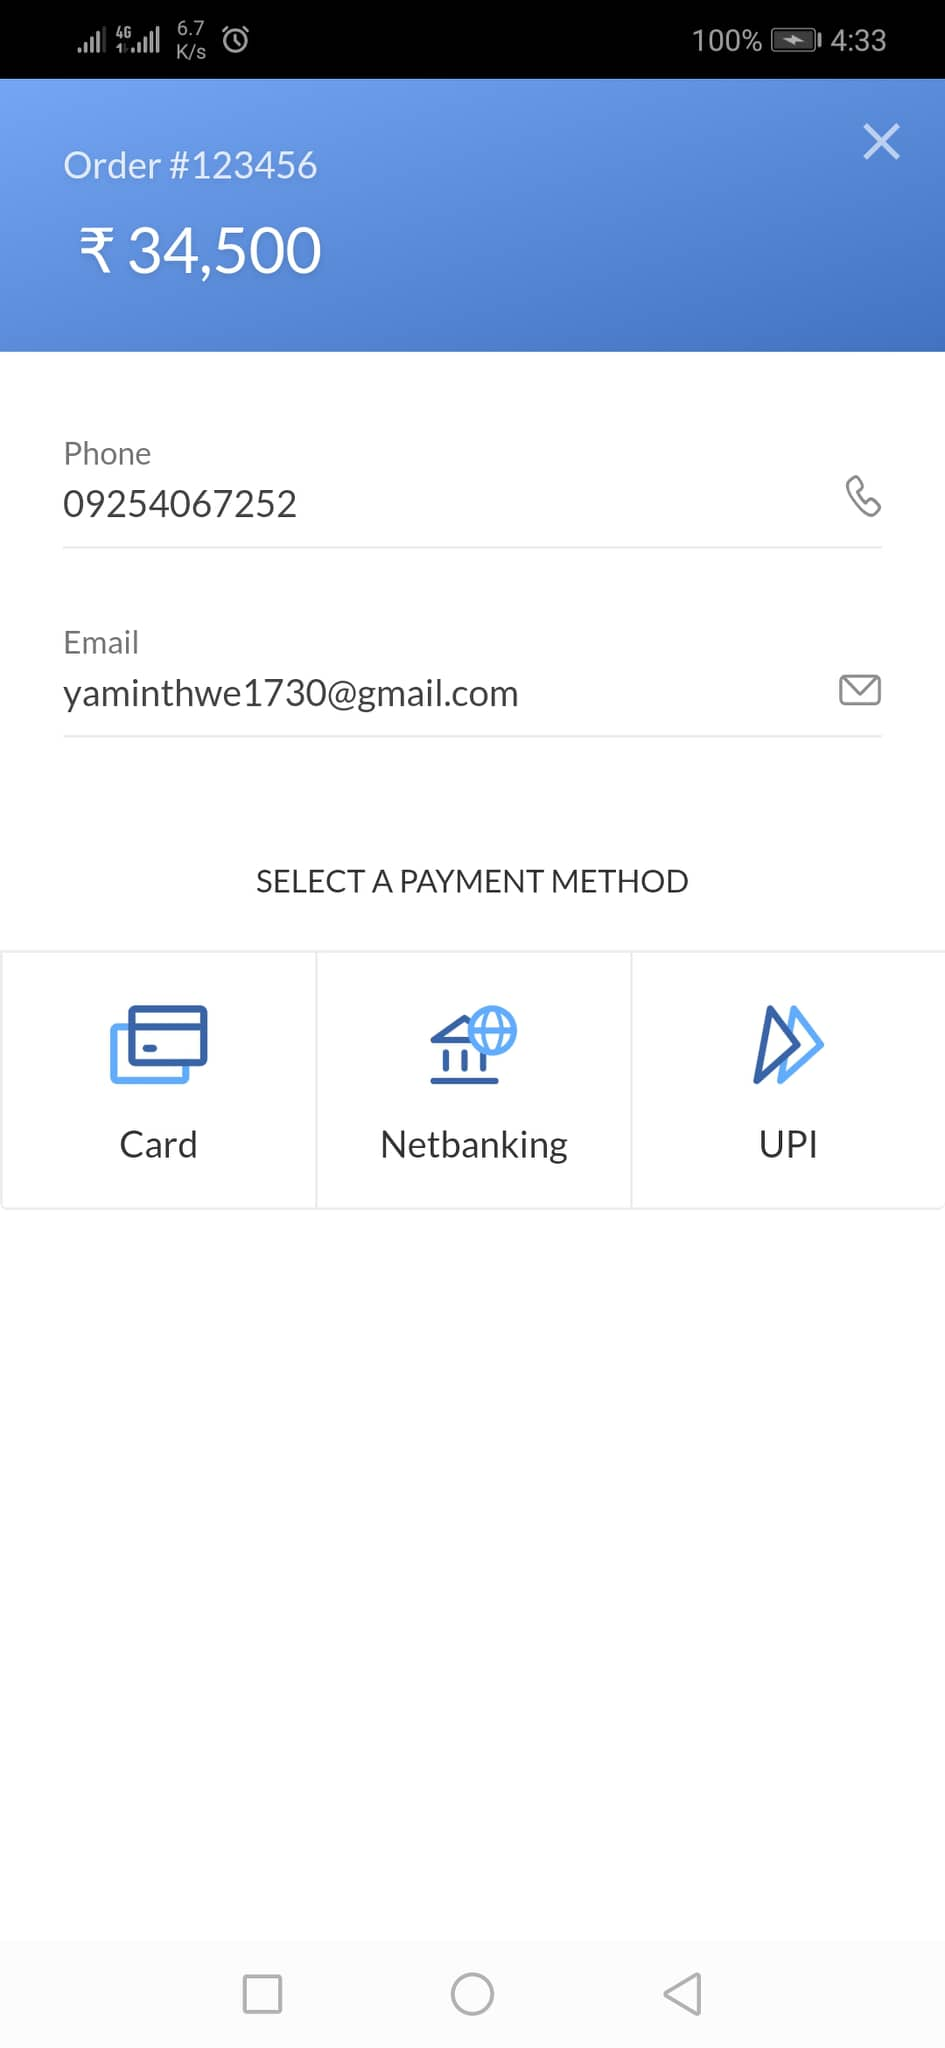 4G
6.7
K/s
100%
4:33
Order #123456
₹ 34,500
Phone
09254067252
Email
yaminthwe1730@gmail.com
SELECT A PAYMENT METHOD
Card
Netbanking
UPI